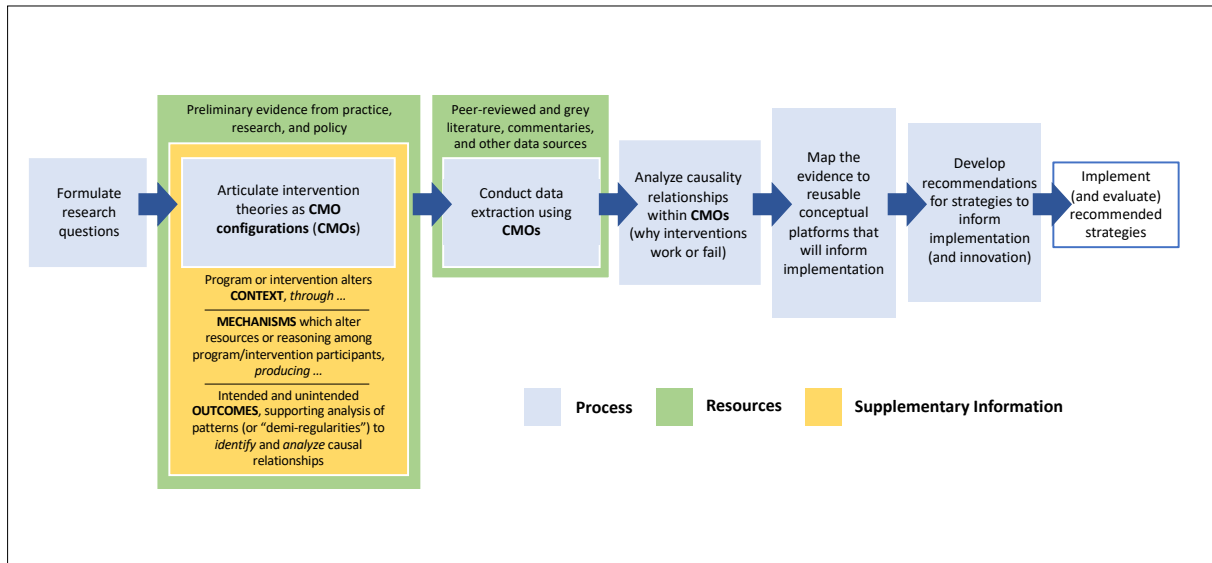 Formulate
research
questions
Preliminary evidence from practice,
research, and policy
Articulate intervention
theories as CMO
configurations (CMOs)
Program or intervention alters
CONTEXT, through ...
MECHANISMS which alter
resources or reasoning among
program/intervention participants,
producing ...
Intended and unintended
OUTCOMES, supporting analysis of
patterns (or “demi-regularities”) to
identify and analyze causal
relationships
Peer-reviewed and grey
literature, commentaries,
and other data sources
Conduct data
extraction using
CMOs
Analyze causality
relationships
within CMOs
(why interventions
work or fail)
Map the
evidence to
reusable
conceptual
platforms that
will inform
implementation
Develop
recommendations
for strategies to
inform
implementation
(and innovation)
Implement
(and evaluate)
recommended
strategies
Process
Resources
Supplementary Information